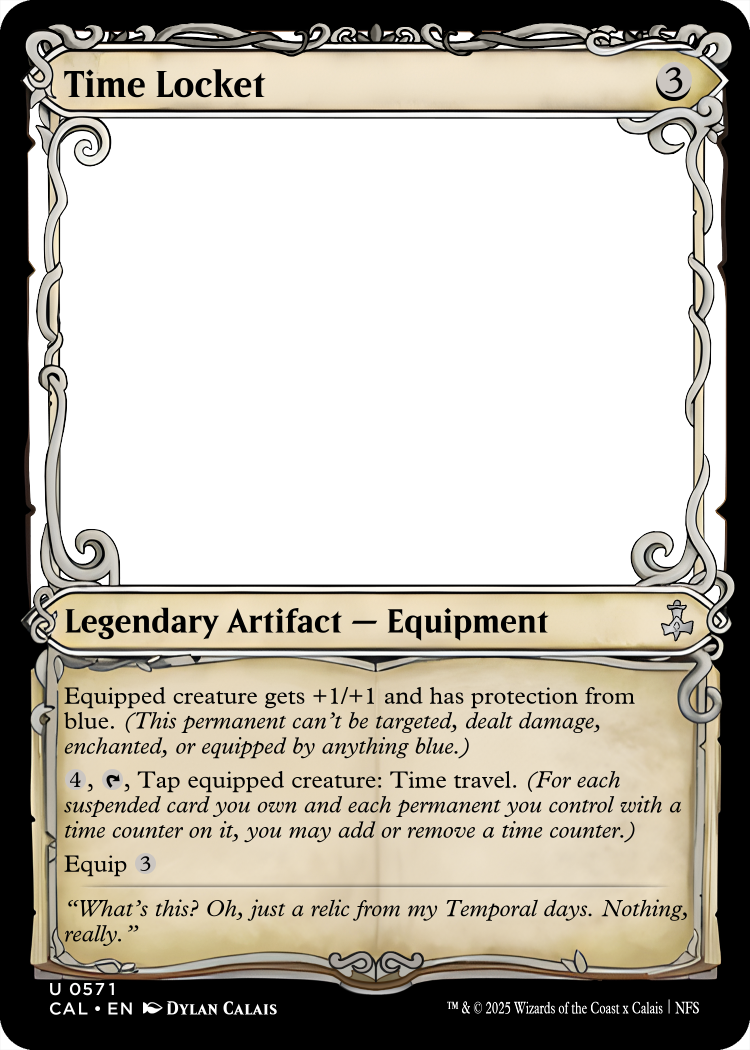 Time Locket 3
Legendary Artifact — Equipment
Equipped creature gets +1/+1 and has protection from
blue. (This permanent can't be targeted, dealt damage,
enchanted, or equipped by anything blue.)
4, , Tap equipped creature: Time travel. (For each
suspended card you own and each permanent you control with a
time counter on it, you may add or remove a time counter.)
Equip 3
“What's this? Oh, just a relic from my Temporal days. Nothing,
really.”
U 0571
CAL • EN Dylan Calais
™ & © 2025 Wizards of the Coast x Calais | NFS